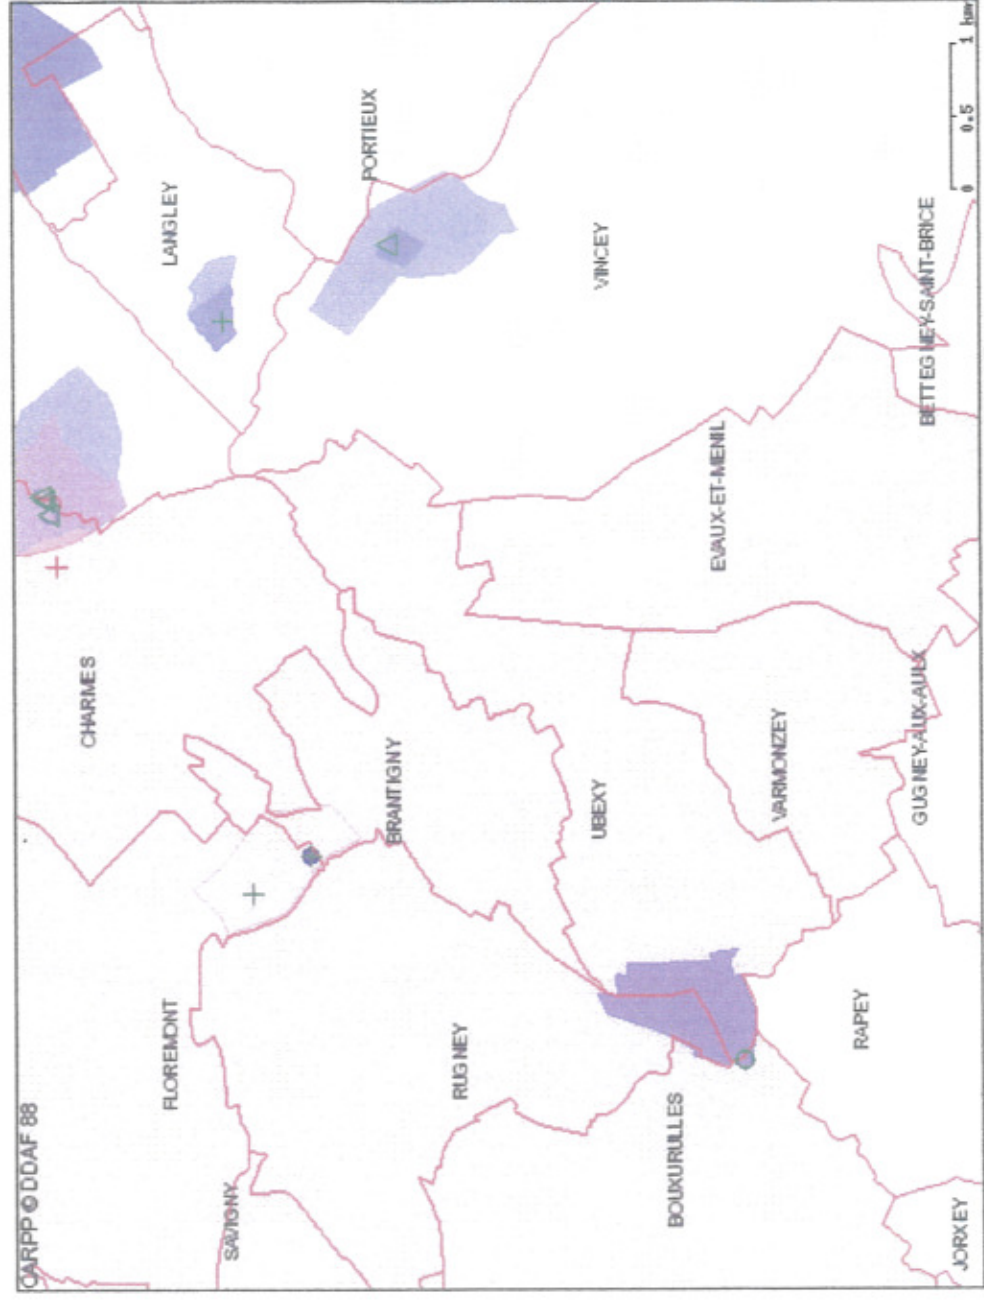 CARPP © DDAF 88
CHARMES
LANGLEY
PORTIEUX
FLOREMONT
SAVIGNY
BRANTIGNY
VINCEY
RUGNEY
UBEXY
EVAUX-ET-MENIL
BOUXURULLES
VARMONZEY
RAPEY
GUGNEY-AUX-AULX
BETTEGNEY-SAINT-BRICE
JORXEY
0 0.5 1 km